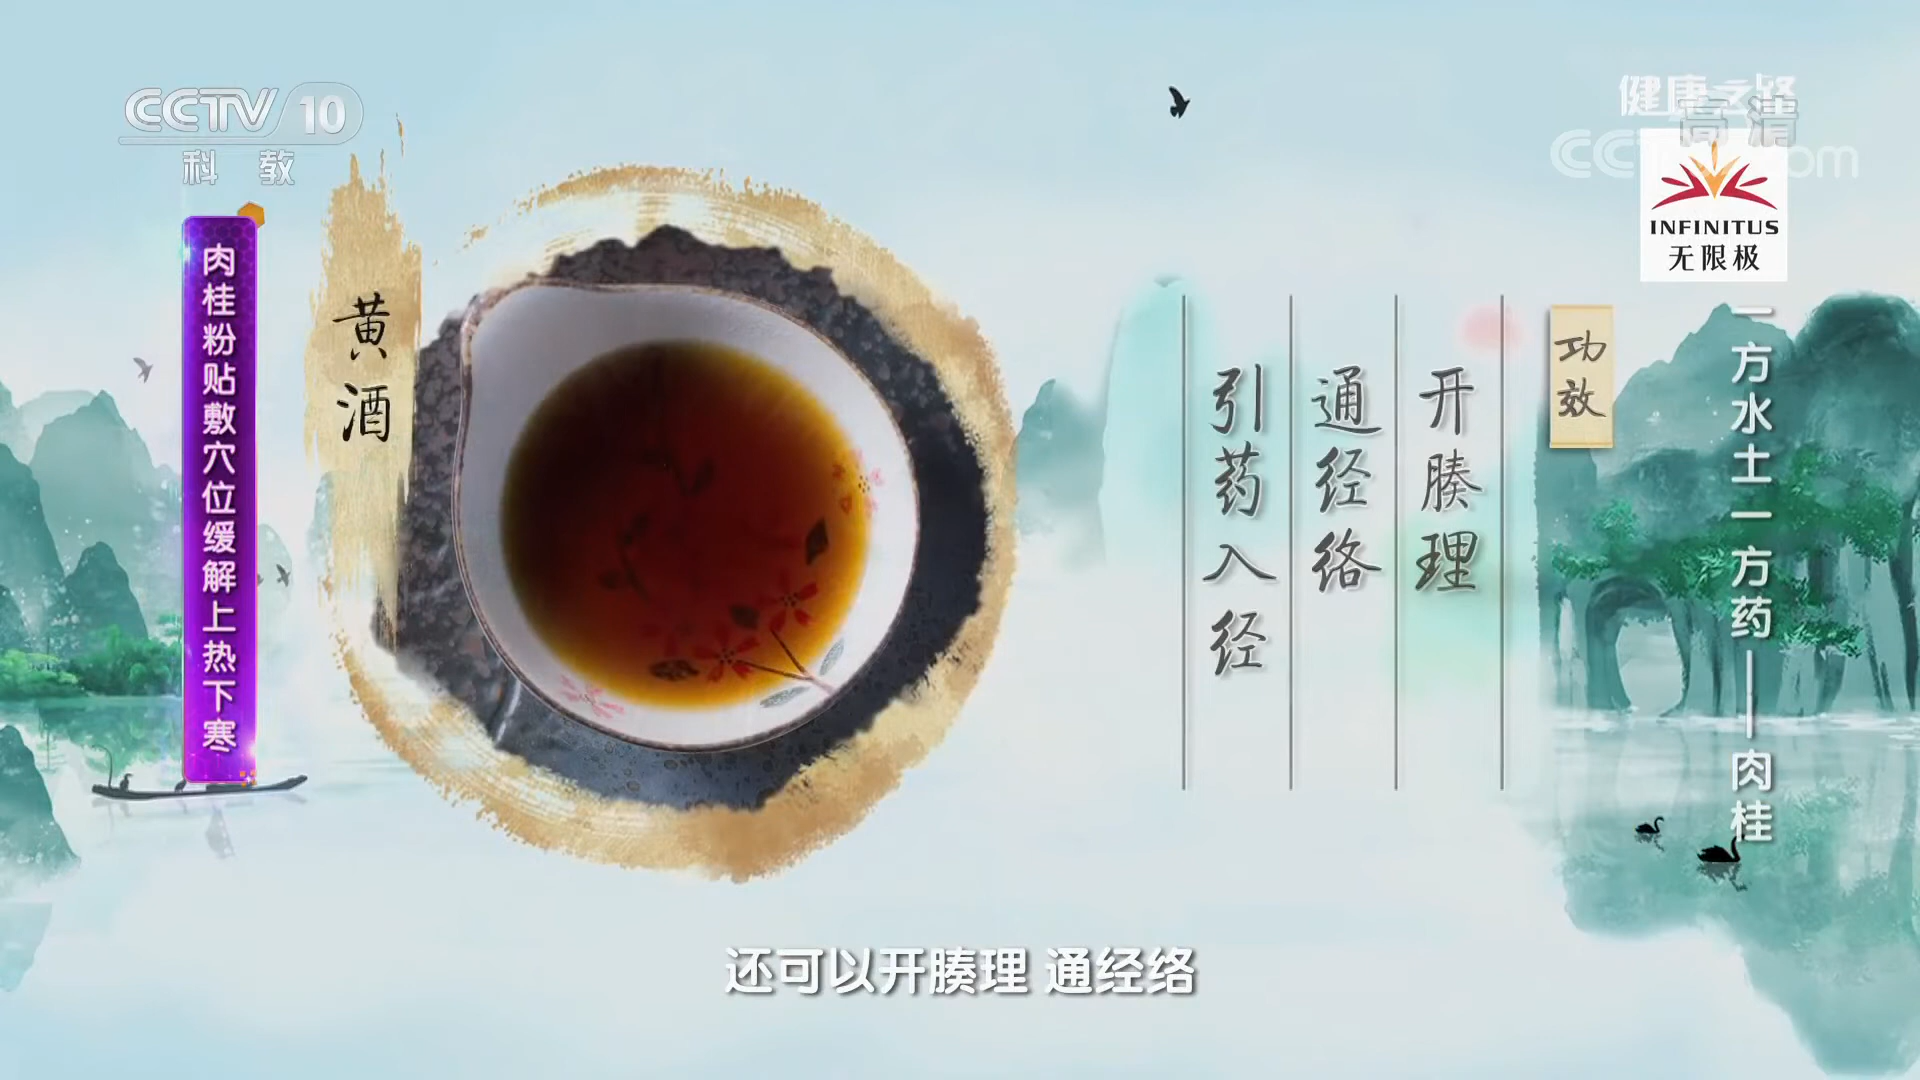 CCTV 10
科教
健康之路
高清
INFINITUS
无限极
肉桂粉贴敷穴位缓解上热下寒
黄酒
功效
开腠理
通经络
引药入经
一方水土一方药——肉桂
还可以开腠理 通经络